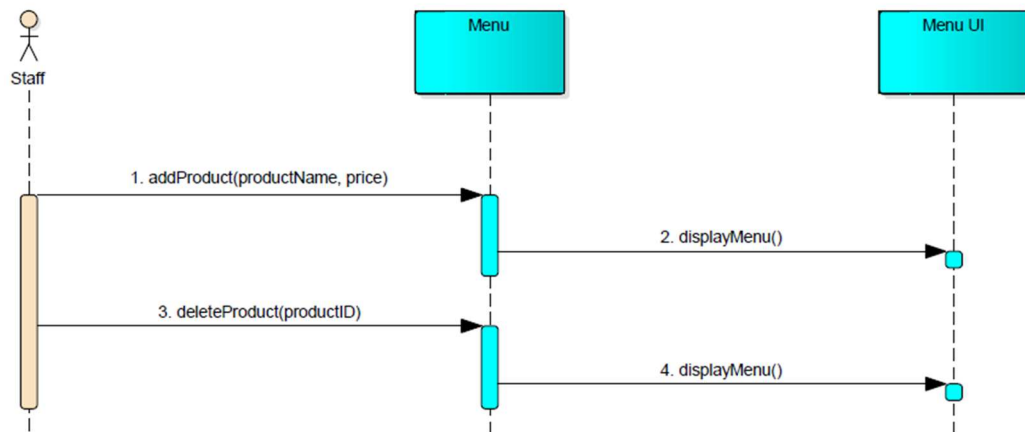 Staff
Menu
Menu UI
1. addProduct(productName, price)
2. displayMenu()
3. deleteProduct(productID)
4. displayMenu()